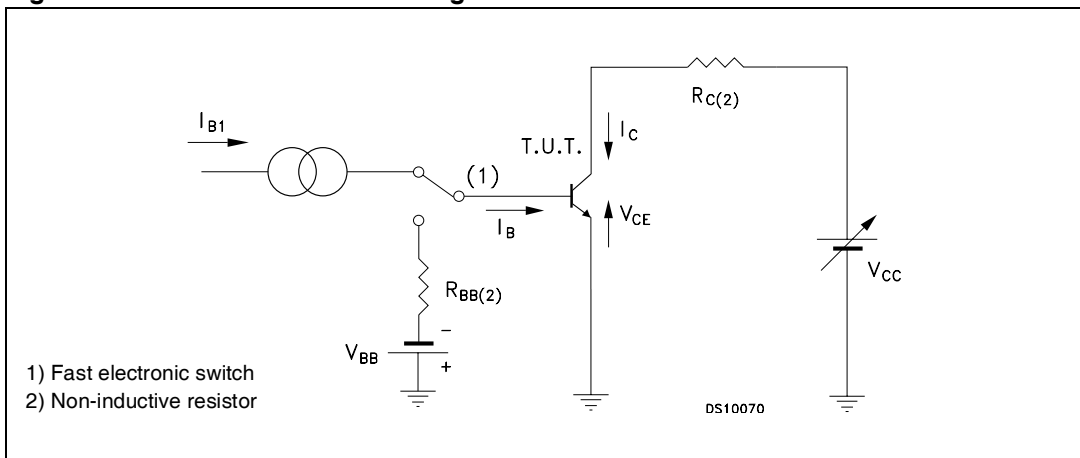 R_C(2)
I_B1
I_C
T.U.T.
(1)
V_CE
I_B
V_CC
R_BB(2)
−
V_BB
+
1) Fast electronic switch
2) Non-inductive resistor
DS10070